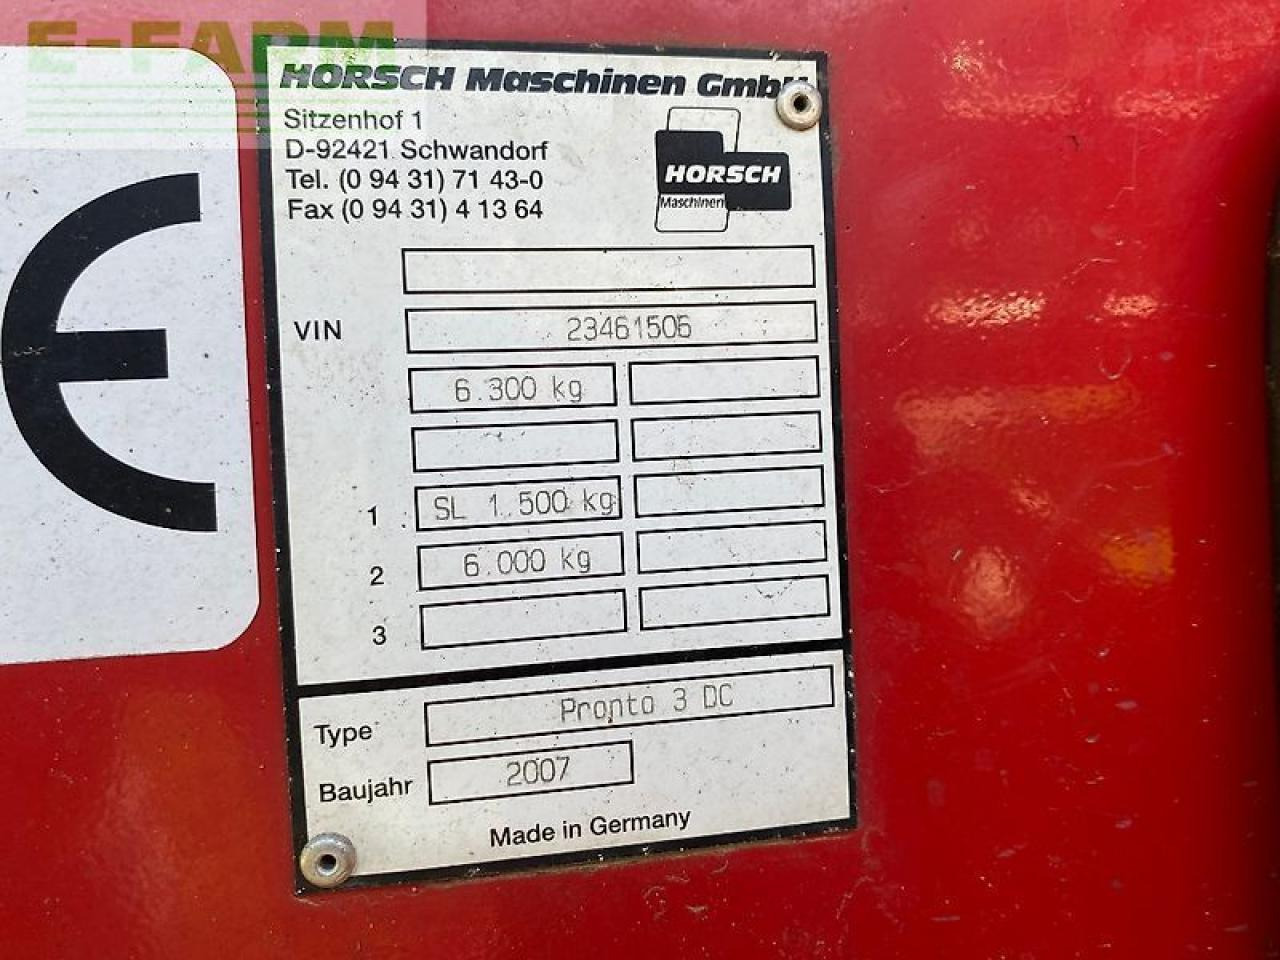 E-FARM
HORSCH Maschinen GmbH
Sitzenhof 1
D-92421 Schwandorf
Tel. (0 94 31) 71 43-0
Fax (0 94 31) 4 13 64
HORSCH
Maschinen
VIN 23461506
6.300 kg
1 SL 1.500 kg
2 6.000 kg
3
Type Pronto 3 DC
Baujahr 2007
Made in Germany
CE